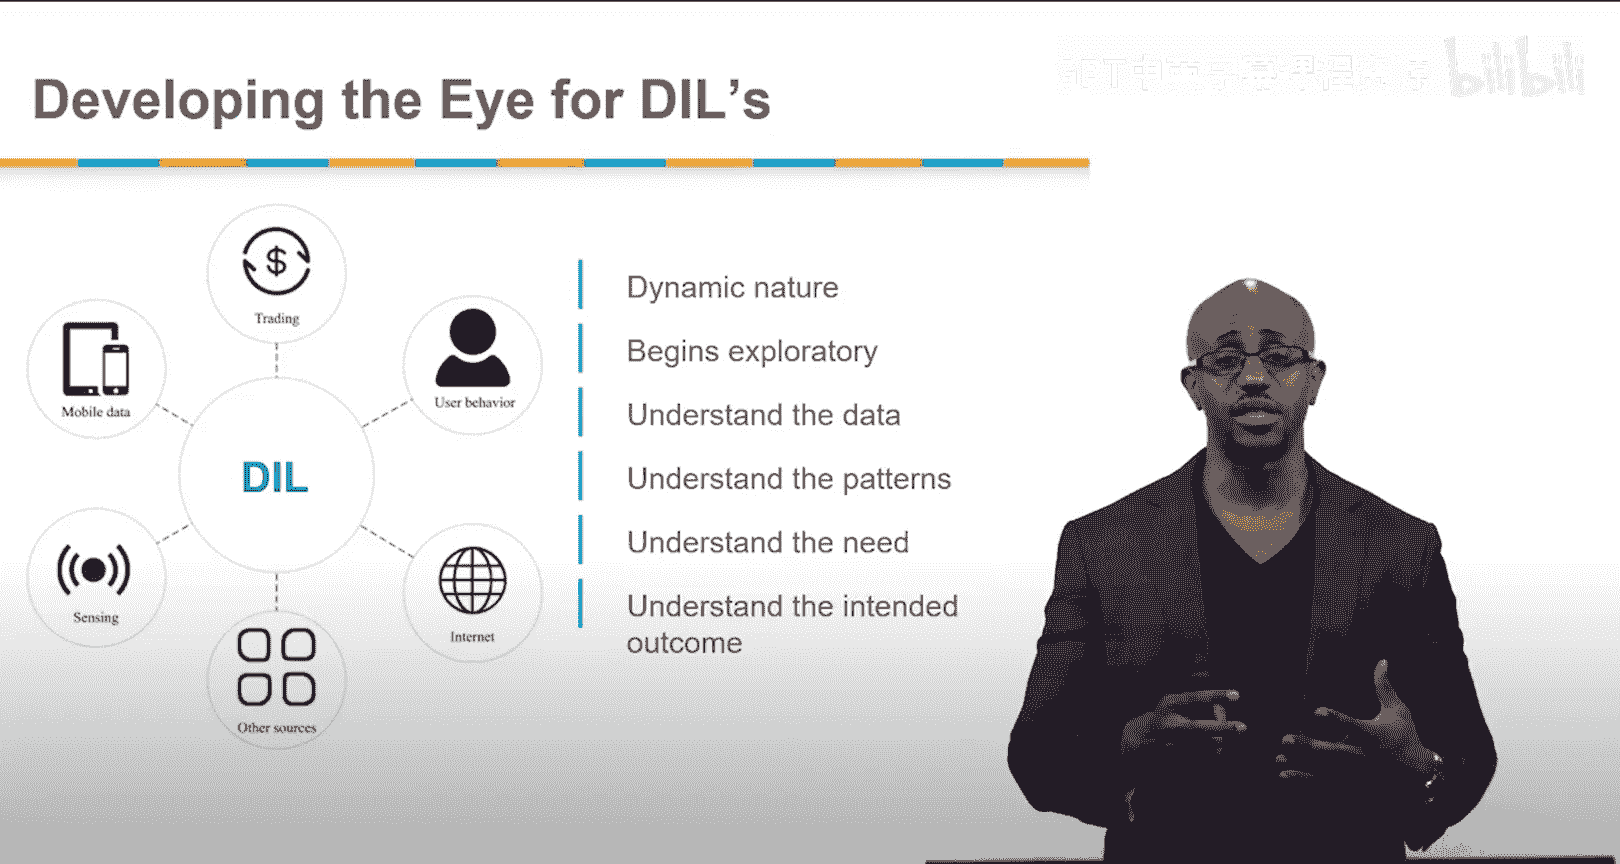 Developing the Eye for DIL's
Trading
Mobile data
User behavior
DIL
Sensing
Internet
Other sources
Dynamic nature
Begins exploratory
Understand the data
Understand the patterns
Understand the need
Understand the intended
outcome
bilibili